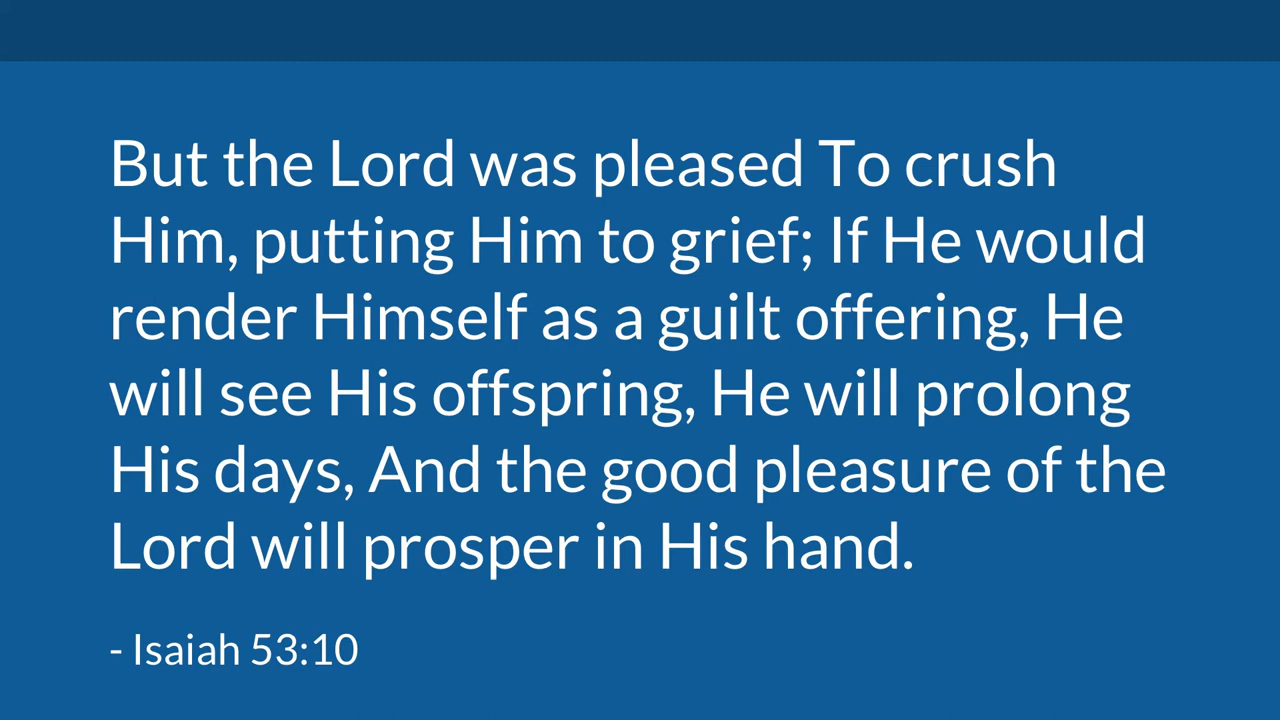 But the Lord was pleased To crush
Him, putting Him to grief; If He would
render Himself as a guilt offering, He
will see His offspring, He will prolong
His days, And the good pleasure of the
Lord will prosper in His hand.
- Isaiah 53:10